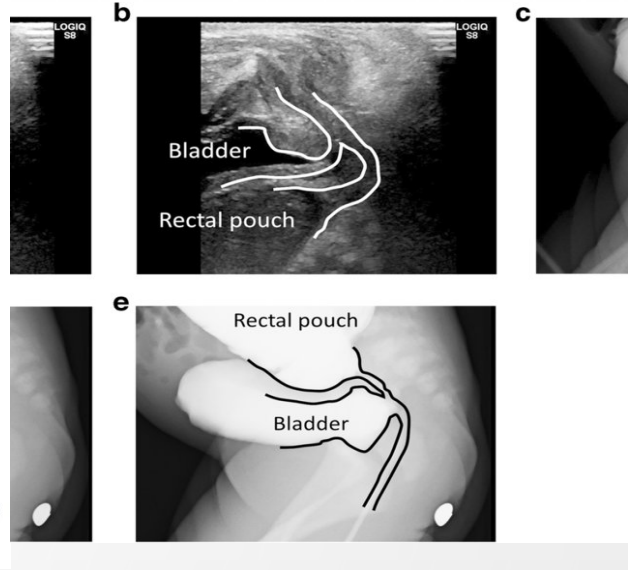 LOGIQ
S8
b
LOGIQ
S8
Bladder
Rectal pouch
c
e
Rectal pouch
Bladder